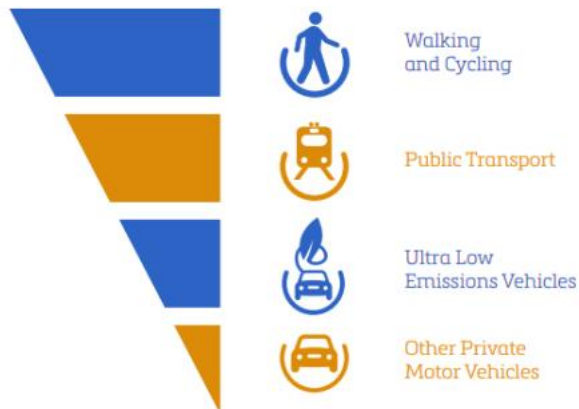 Walking
and Cycling
Public Transport
Ultra Low
Emissions Vehicles
Other Private
Motor Vehicles